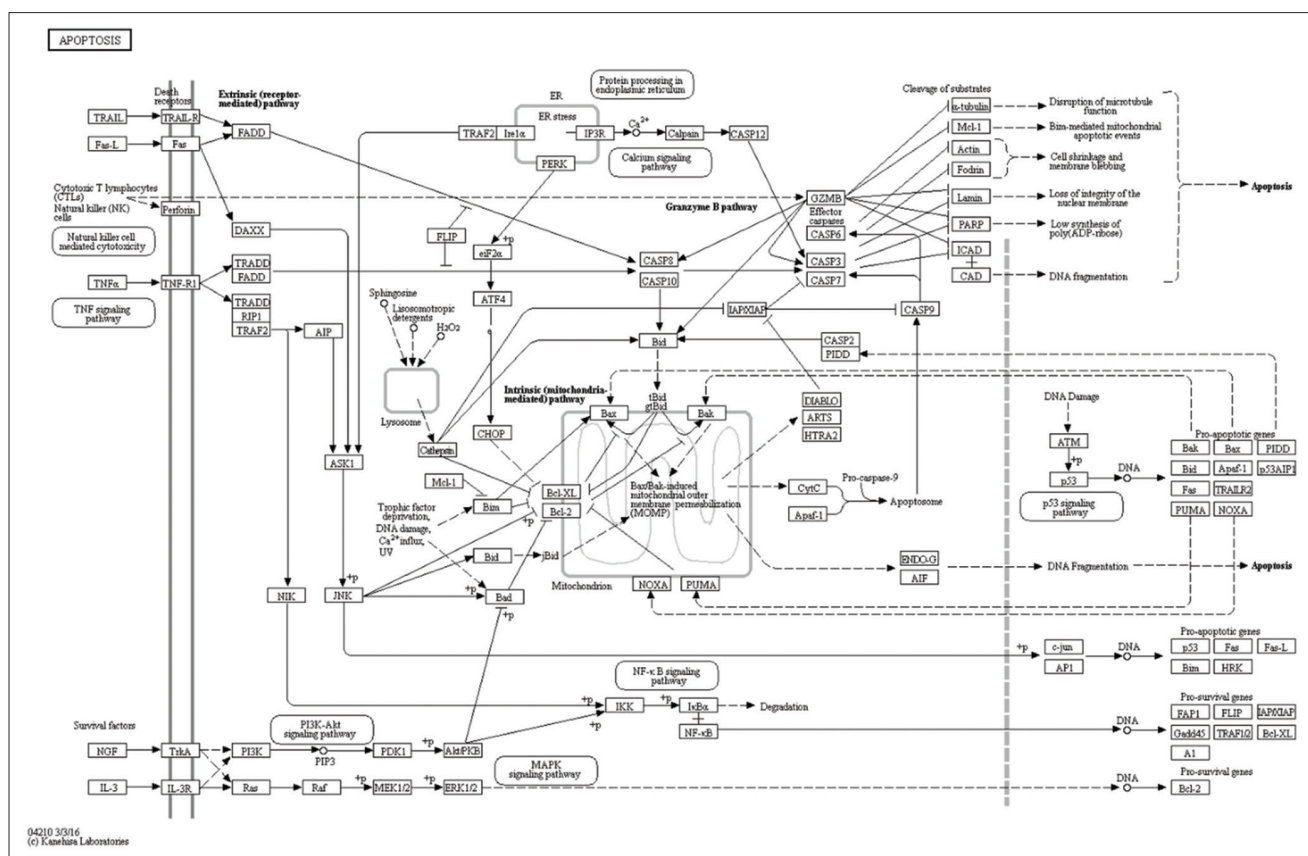 APOPTOSIS
Death
receptors
Extrinsic (receptor-
mediated) pathway
TRAIL
TRAIL-R
FADD
Fas-L
Fas
Cytotoxic T lymphocytes
(CTLs)
Natural killer (NK)
cells
Perforin
Natural killer cell
mediated cytotoxicity
DAXX
TNFα
TNF-R1
TNF signaling
pathway
TRADD
FADD
TRADD
RIP1
TRAF2
AIP
ASK1
NIK
+p
JNK
ER
Protein processing in
endoplasmic reticulum
ER stress
TRAF2
Ire1α
IP3R
PERK
Ca2+
Calpain
CASP12
Calcium signaling
pathway
Granzyme B pathway
FLIP
+p
eiF2α
ATF4
CHOP
CASP8
CASP10
GZMB
Effector
caspases
CASP6
CASP3
CASP7
IAP/XIAP
CASP9
Bid
CASP2
PIDD
Sphingosine
Lisosomotropic
detergents
H2O2
Lysosome
Cathepsin
Intrinsic (mitochondria-
mediated) pathway
tBid
gtBid
Bax
Bak
DIABLO
ARTS
HTRA2
Mcl-1
Bim
Bcl-XL
Bcl-2
+p
+p
Trophic factor
deprivation,
DNA damage,
Ca2+influx,
UV
Bid
jBid
+p
Bad
+p
Bax/Bak-induced
mitochondrial outer
membrane permeabilization
(MOMP)
Mitochondrion
NOXA
PUMA
CytC
Apaf-1
Pro-caspase-9
Apoptosome
ENDO-G
AIF
DNA Fragmentation
Apoptosis
Cleavage of substrates
α-tubulin
Disruption of microtubule
function
Mcl-1
Bim-mediated mitochondrial
apoptotic events
Actin
Fodrin
Cell shrinkage and
membrane blebbing
Lamin
Loss of integrity of the
nuclear membrane
PARP
Low synthesis of
poly(ADP-ribose)
ICAD
CAD
DNA fragmentation
Apoptosis
DNA Damage
ATM
+p
p53
p53 signaling
pathway
DNA
Pro-apoptotic genes
Bak
Bax
PIDD
Bid
Apaf-1
p53AIP1
Fas
TRAILR2
PUMA
NOXA
+p
c-jun
AP1
DNA
Pro-apoptotic genes
p53
Fas
Fas-L
Bim
HRK
NF-κB signaling
pathway
+p
IKK
+p
+p
IκBα
Degradation
NF-κB
DNA
Pro-survival genes
FAP1
FLIP
IAP/XIAP
Gadd45
TRAF1/2
Bcl-XL
A1
Survival factors
NGF
TrkA
PI3K
PI3K-Akt
signaling pathway
PIP3
PDK1
+p
Akt/PKB
IL-3
IL-3R
Ras
Raf
+p
MEK1/2
+p
ERK1/2
MAPK
signaling pathway
DNA
Pro-survival genes
Bcl-2
04210 3/3/16
(c) Kanehisa Laboratories